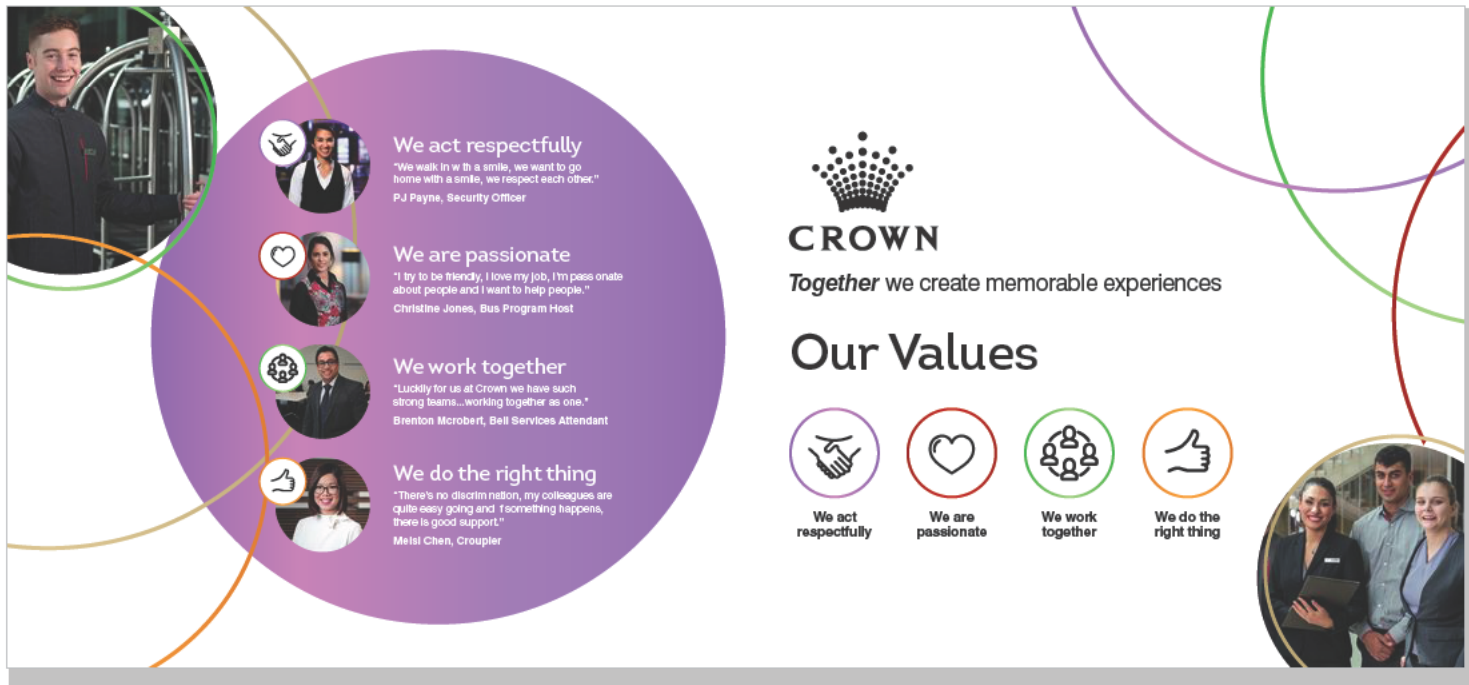 We act respectfully
"We walk in w th a smile, we want to go
home with a smile, we respect each other."
PJ Payne, Security Officer
We are passionate
"I try to be friendly, I love my job, I'm pass onate
about people and I want to help people."
Christine Jones, Bus Program Host
We work together
"Luckily for us at Crown we have such
strong teams...working together as one."
Brenton Mcrobert, Bell Services Attendant
We do the right thing
"There's no discrim nation, my colleagues are
quite easy going and f something happens,
there is good support."
Meisi Chen, Croupier
CROWN
Together we create memorable experiences
Our Values
We act
respectfully
We are
passionate
We work
together
We do the
right thing